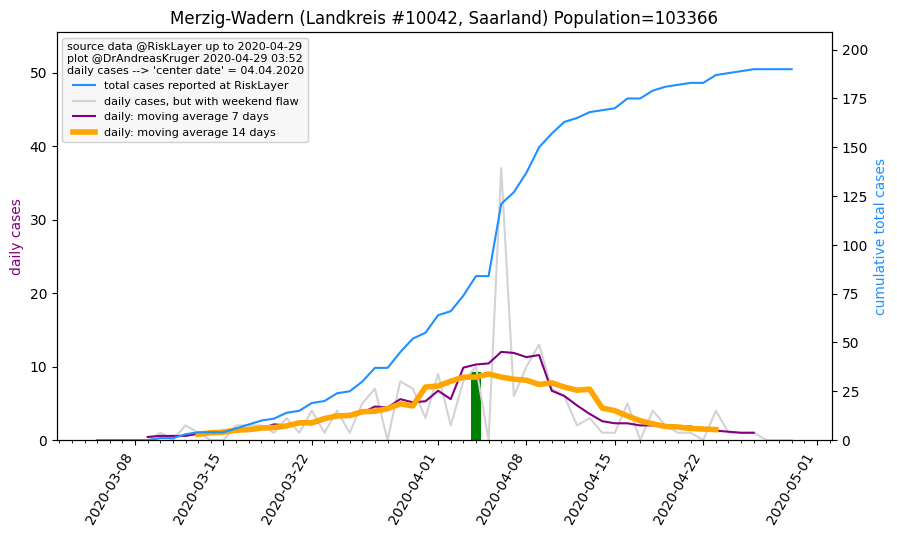 Merzig-Wadern (Landkreis #10042, Saarland) Population=103366
source data @RiskLayer up to 2020-04-29
plot @DrAndreasKruger 2020-04-29 03:52
daily cases --> 'center date' = 04.04.2020
total cases reported at RiskLayer
daily cases, but with weekend flaw
daily: moving average 7 days
daily: moving average 14 days
daily cases
50
40
30
20
10
0
200
175
150
125
100
75
50
25
0
cumulative total cases
2020-03-08
2020-03-15
2020-03-22
2020-04-01
2020-04-08
2020-04-15
2020-04-22
2020-05-01